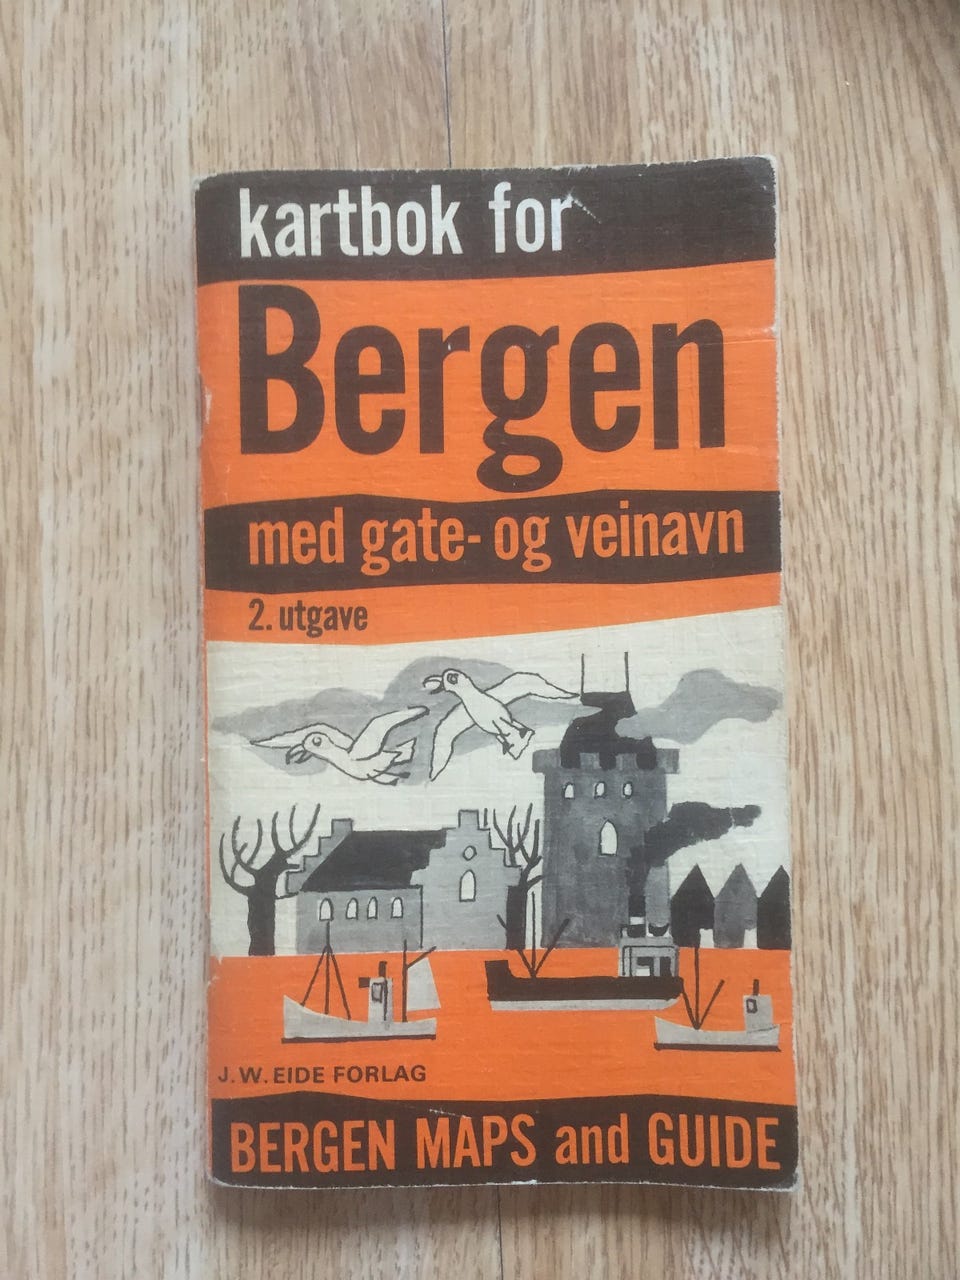 kartbok for
Bergen
med gate- og veinavn
2. utgave
J.W. EIDE FORLAG
BERGEN MAPS and GUIDE